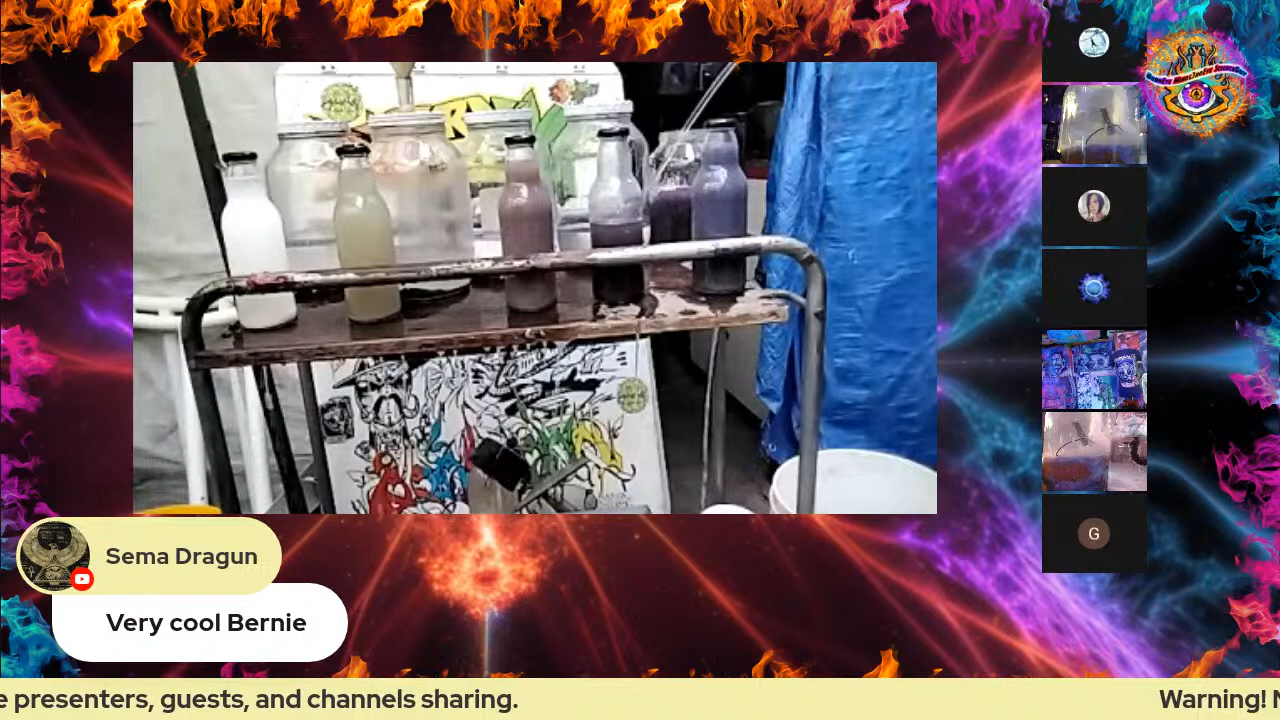 Sema Dragun
Very cool Bernie
e presenters, guests, and channels sharing.
Warning! N
G